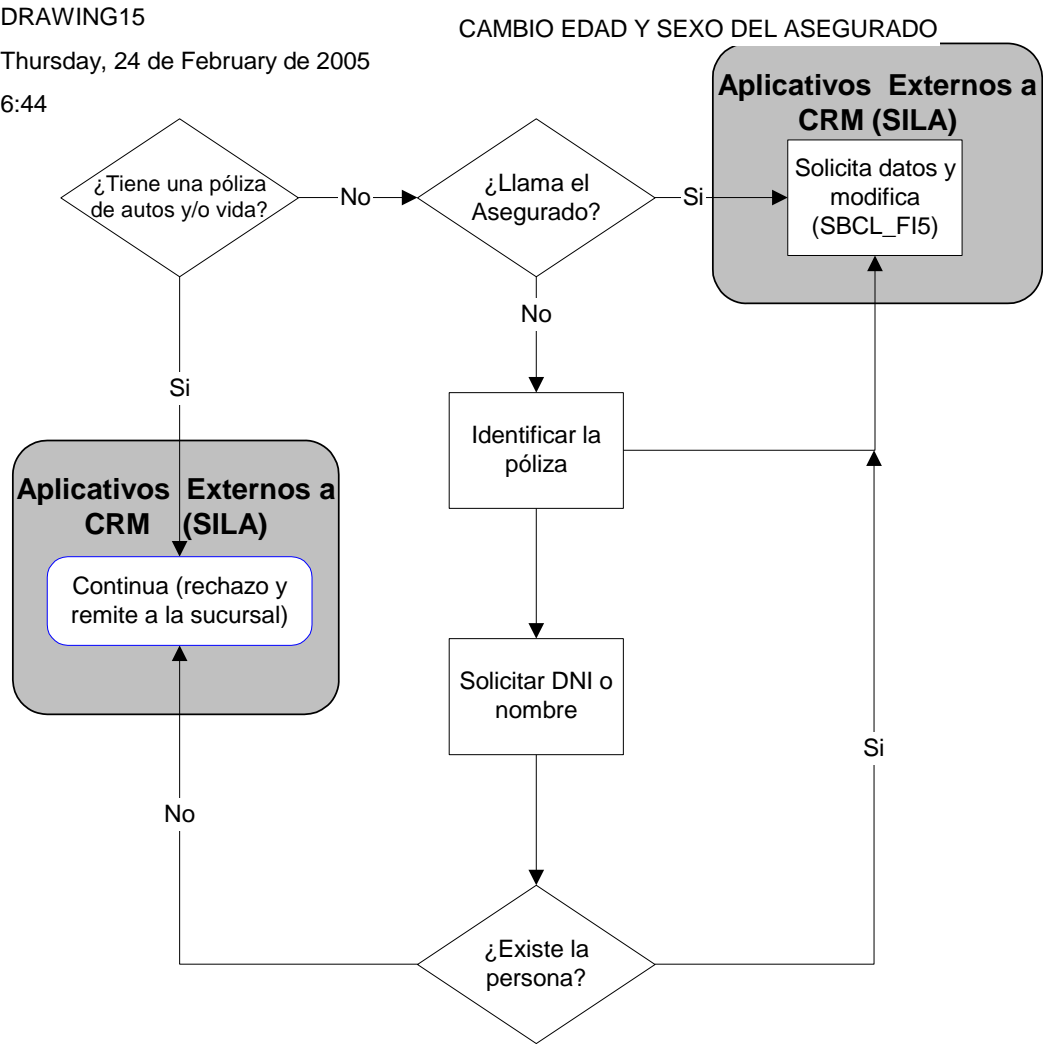 DRAWING15
CAMBIO EDAD Y SEXO DEL ASEGURADO
Thursday, 24 de February de 2005
6:44
Aplicativos Externos a
CRM (SILA)
¿Tiene una póliza
de autos y/o vida?
No
¿Llama el
Asegurado?
Si
Solicita datos y
modifica
(SBCL_FI5)
No
Si
Identificar la
póliza
Aplicativos Externos a
CRM (SILA)
Continua (rechazo y
remite a la sucursal)
Solicitar DNI o
nombre
Si
No
¿Existe la
persona?